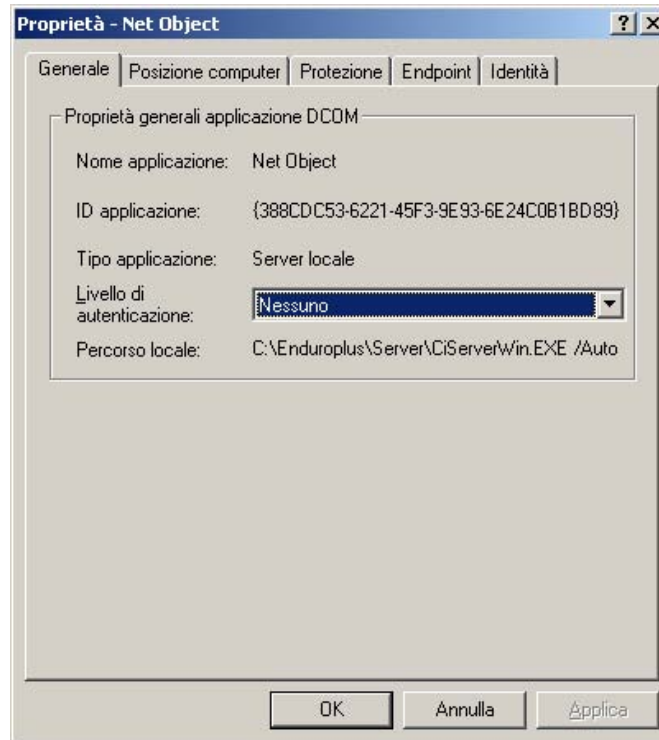 Proprietà - Net Object
Generale Posizione computer Protezione Endpoint Identità
Proprietà generali applicazione DCOM
Nome applicazione: Net Object
ID applicazione: {388CDC53-6221-45F3-9E93-6E24C0B1BD89}
Tipo applicazione: Server locale
Livello di
autenticazione: Nessuno
Percorso locale: C:\Enduroplus\Server\CiServerWin.EXE /Auto
OK Annulla Applica